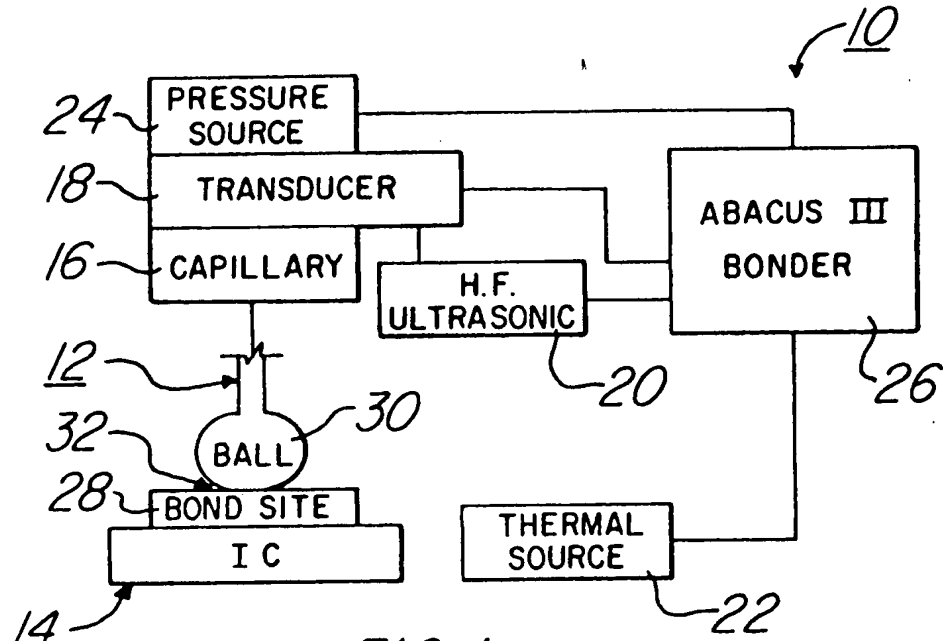 10
24
PRESSURE
SOURCE
18
TRANSDUCER
16
CAPILLARY
ABACUS III
BONDER
H.F.
ULTRASONIC
20
26
12
30
32
BALL
28
BOND SITE
I C
THERMAL
SOURCE
22
14